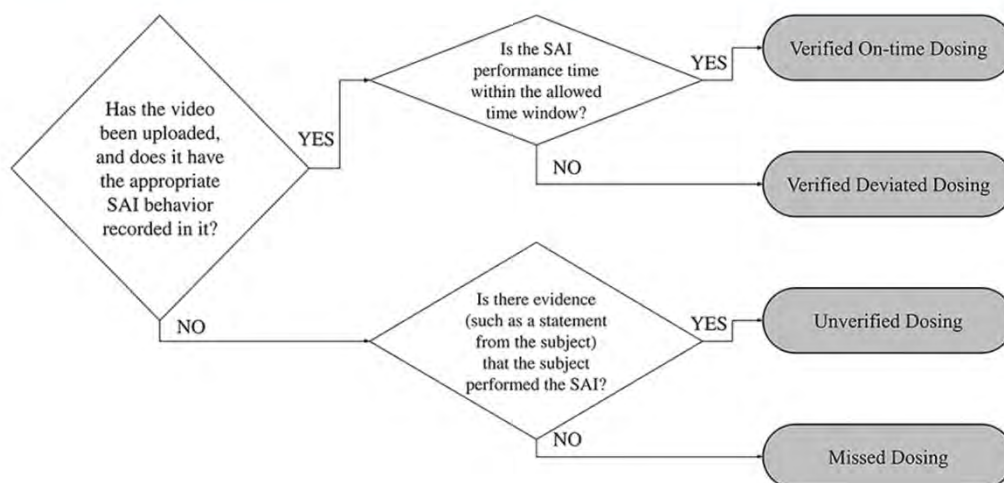 Has the video
been uploaded,
and does it have
the appropriate
SAI behavior
recorded in it?
YES
Is the SAI
performance time
within the allowed
time window?
YES
Verified On-time Dosing
NO
Verified Deviated Dosing
NO
Is there evidence
(such as a statement
from the subject)
that the subject
performed the SAI?
YES
Unverified Dosing
NO
Missed Dosing